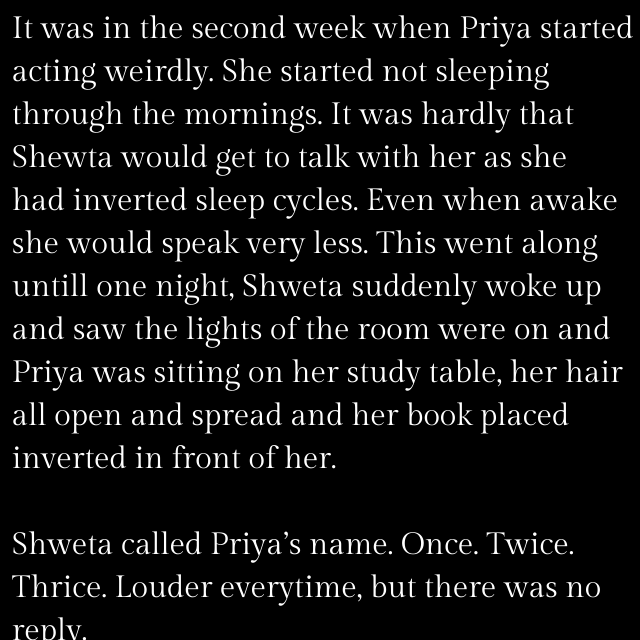 It was in the second week when Priya started
acting weirdly. She started not sleeping
through the mornings. It was hardly that
Shewta would get to talk with her as she
had inverted sleep cycles. Even when awake
she would speak very less. This went along
untill one night, Shweta suddenly woke up
and saw the lights of the room were on and
Priya was sitting on her study table, her hair
all open and spread and her book placed
inverted in front of her.

Shweta called Priya’s name. Once. Twice.
Thrice. Louder everytime, but there was no
reply.